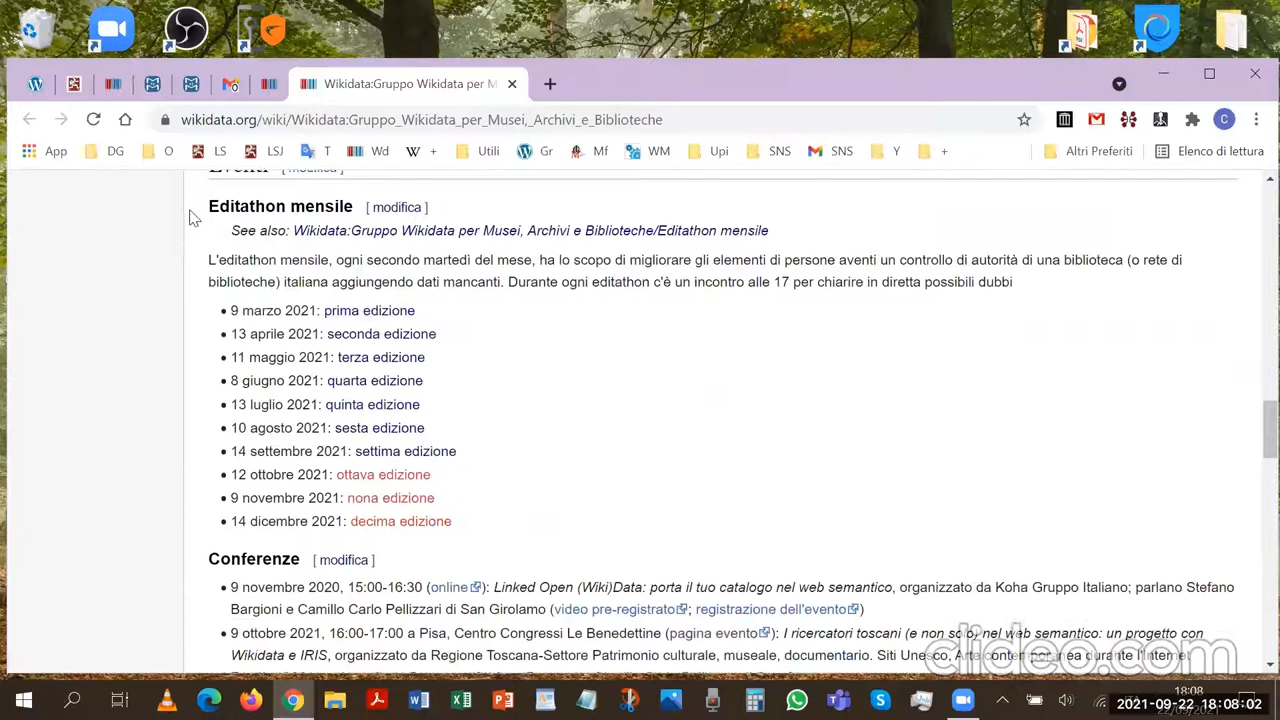 Wikidata:Gruppo Wikidata per M
wikidata.org/wiki/Wikidata:Gruppo_Wikidata_per_Musei,_Archivi_e_Biblioteche
App DG O LS LSJ T Wd + Utili Gr Mf WM Upi SNS SNS Y + Altri Preferiti Elenco di lettura
Eventi [ modifica ]
Editathon mensile [ modifica ]
See also: Wikidata:Gruppo Wikidata per Musei, Archivi e Biblioteche/Editathon mensile
L'editathon mensile, ogni secondo martedì del mese, ha lo scopo di migliorare gli elementi di persone aventi un controllo di autorità di una biblioteca (o rete di
biblioteche) italiana aggiungendo dati mancanti. Durante ogni editathon c'è un incontro alle 17 per chiarire in diretta possibili dubbi
• 9 marzo 2021: prima edizione
• 13 aprile 2021: seconda edizione
• 11 maggio 2021: terza edizione
• 8 giugno 2021: quarta edizione
• 13 luglio 2021: quinta edizione
• 10 agosto 2021: sesta edizione
• 14 settembre 2021: settima edizione
• 12 ottobre 2021: ottava edizione
• 9 novembre 2021: nona edizione
• 14 dicembre 2021: decima edizione
Conferenze [ modifica ]
• 9 novembre 2020, 15:00-16:30 (online): Linked Open (Wiki)Data: porta il tuo catalogo nel web semantico, organizzato da Koha Gruppo Italiano; parlano Stefano
Bargioni e Camillo Carlo Pellizzari di San Girolamo (video pre-registrato; registrazione dell'evento)
• 9 ottobre 2021, 16:00-17:00 a Pisa, Centro Congressi Le Benedettine (pagina evento): I ricercatori toscani (e non solo) nel web semantico: un progetto con
Wikidata e IRIS, organizzato da Regione Toscana-Settore Patrimonio culturale, museale, documentario. Siti Unesco. Arte contemporanea durante l'Internet
clideo.com
18:08
2021-09-22 18:08:02